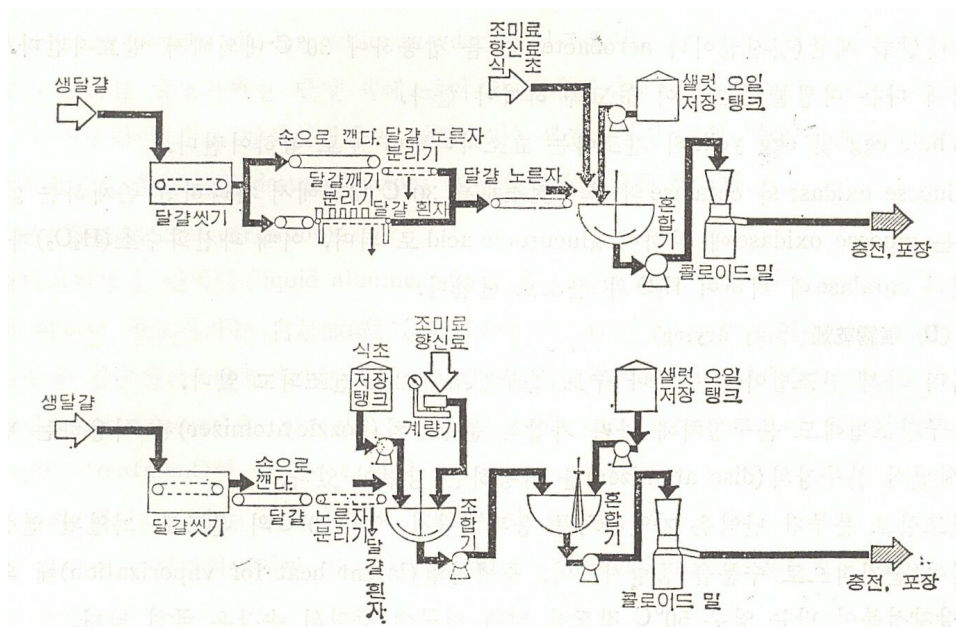 조미료
향신료
식 초
생달걀
샐럿 오일
저장·탱크
손으로 깬다.
달걀 노른자
분리기
달걀깨기
분리기
달걀 흰자
달걀씻기
달걀 노른자
혼합기
콜로이드 밀
충전, 포장
식초
저장
탱크
조미료
향신료
계량기
생달걀
손으로
깬다.
달걀씻기
달걀 노른자
분리기
달걀 흰자
조합기
혼합기
샐럿 오일
저장 탱크
콜로이드 밀
충전, 포장